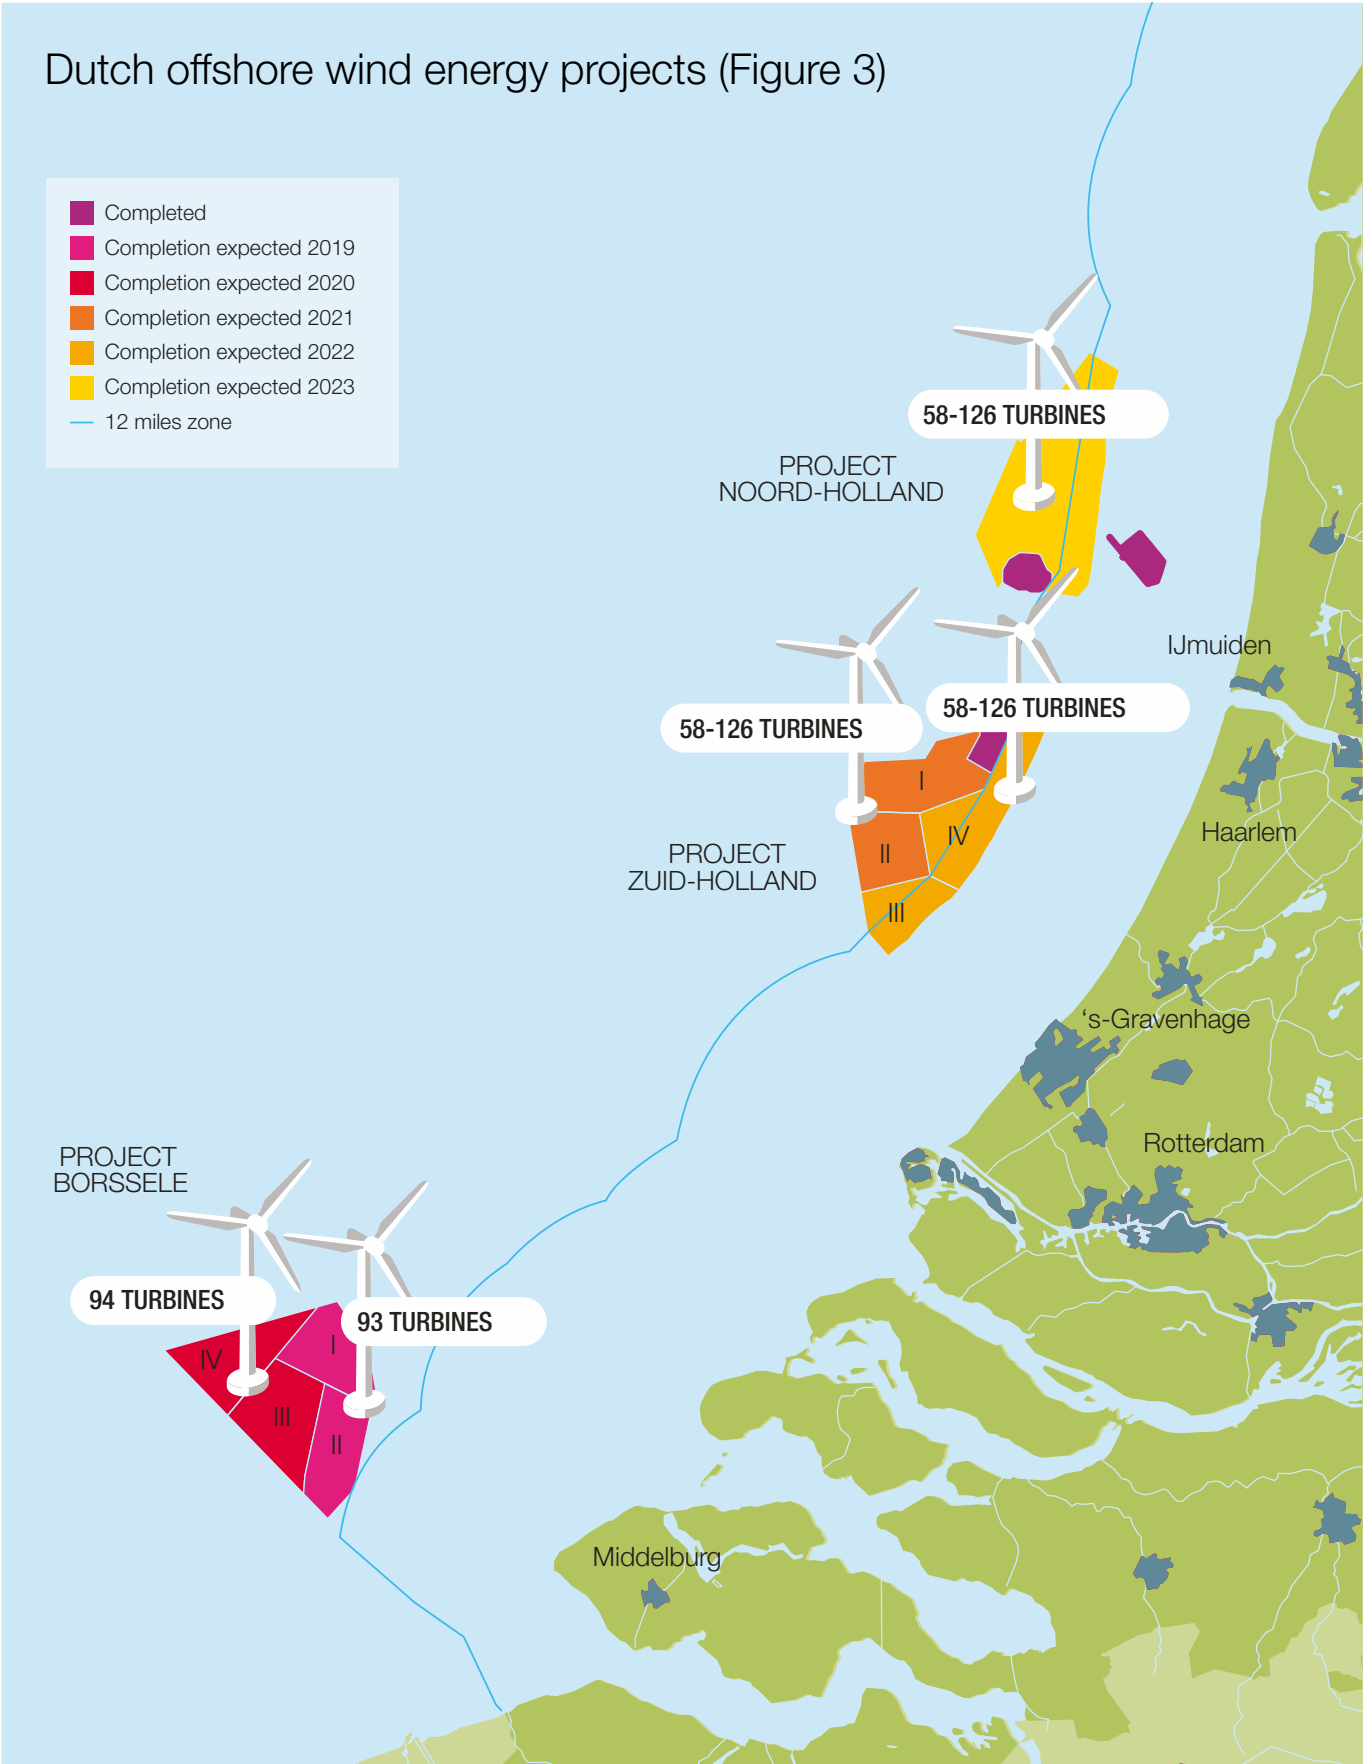 Dutch offshore wind energy projects (Figure 3)
Completed
Completion expected 2019
Completion expected 2020
Completion expected 2021
Completion expected 2022
Completion expected 2023
12 miles zone
58-126 TURBINES
PROJECT
NOORD-HOLLAND
IJmuiden
58-126 TURBINES
58-126 TURBINES
I
IV
II
III
PROJECT
ZUID-HOLLAND
Haarlem
‘s-Gravenhage
Rotterdam
PROJECT
BORSSELE
94 TURBINES
93 TURBINES
I
IV
III
II
Middelburg